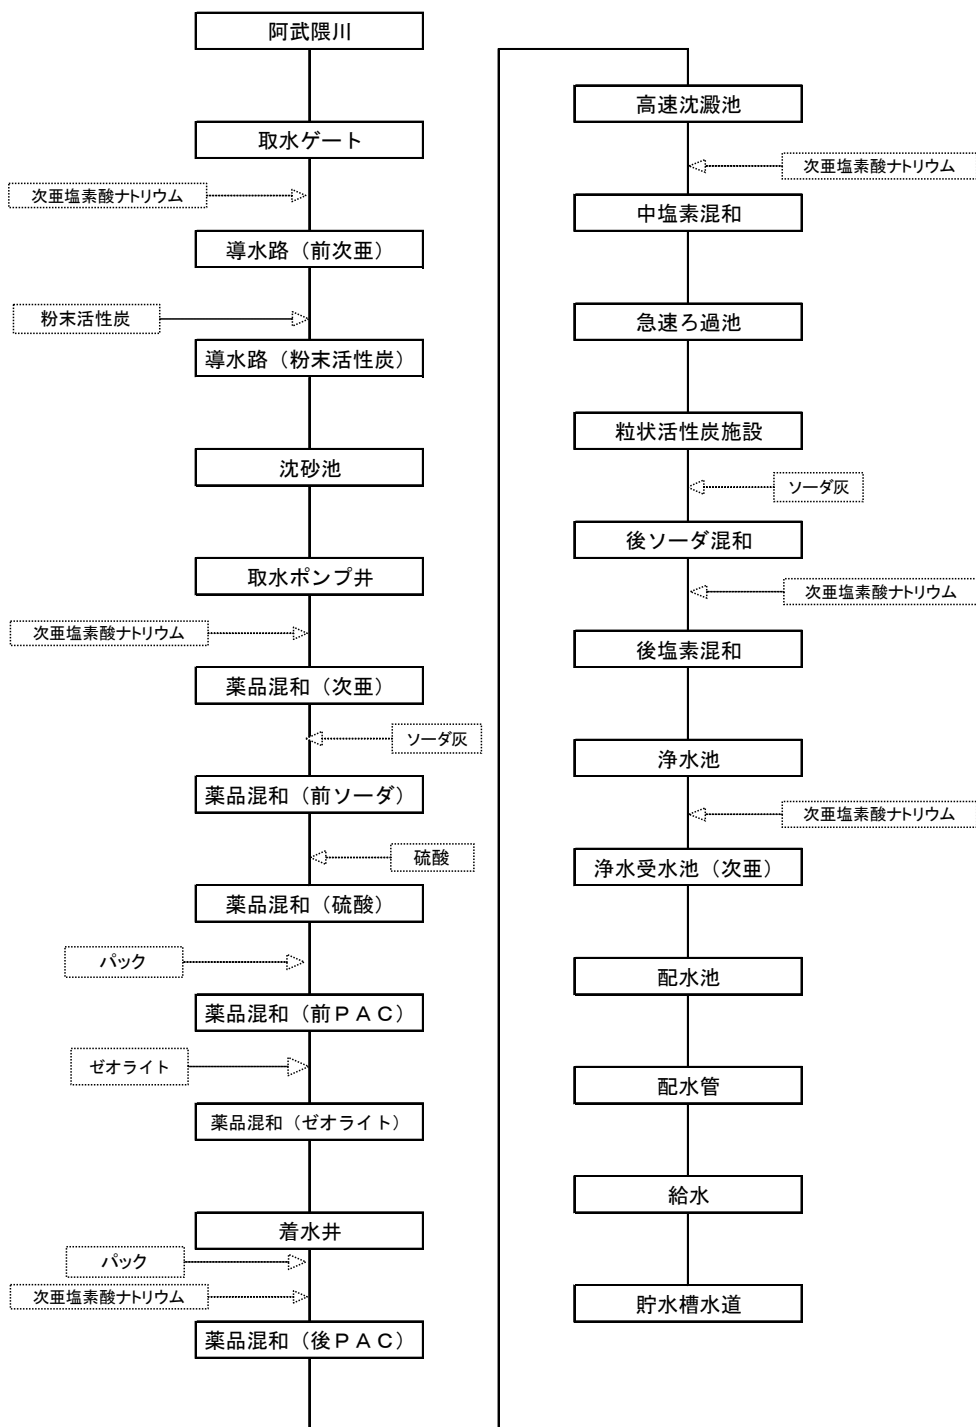 阿武隈川
取水ゲート
次亜塩素酸ナトリウム
導水路（前次亜）
粉末活性炭
導水路（粉末活性炭）
沈砂池
取水ポンプ井
次亜塩素酸ナトリウム
薬品混和（次亜）
ソーダ灰
薬品混和（前ソーダ）
硫酸
薬品混和（硫酸）
パック
薬品混和（前ＰＡＣ）
ゼオライト
薬品混和（ゼオライト）
着水井
パック
次亜塩素酸ナトリウム
薬品混和（後ＰＡＣ）
高速沈澱池
次亜塩素酸ナトリウム
中塩素混和
急速ろ過池
粒状活性炭施設
ソーダ灰
後ソーダ混和
次亜塩素酸ナトリウム
後塩素混和
浄水池
次亜塩素酸ナトリウム
浄水受水池（次亜）
配水池
配水管
給水
貯水槽水道